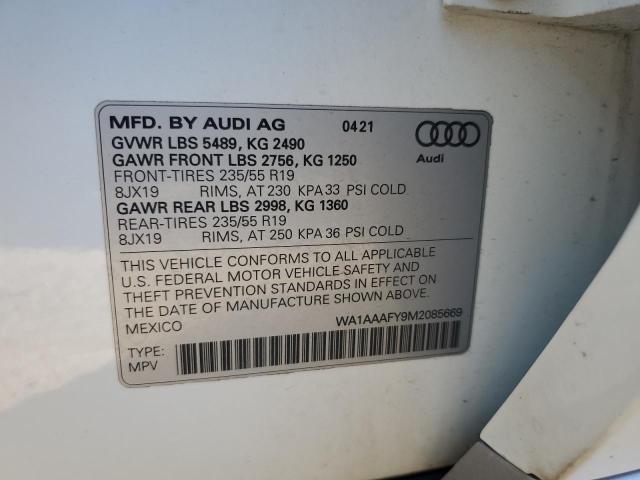 MFD. BY AUDI AG 0421
GVWR LBS 5489, KG 2490
GAWR FRONT LBS 2756, KG 1250
FRONT-TIRES 235/55 R19
8JX19 RIMS, AT 230 KPA 33 PSI COLD
GAWR REAR LBS 2998, KG 1360
REAR-TIRES 235/55 R19
8JX19 RIMS, AT 250 KPA 36 PSI COLD
Audi
THIS VEHICLE CONFORMS TO ALL APPLICABLE
U.S. FEDERAL MOTOR VEHICLE SAFETY AND
THEFT PREVENTION STANDARDS IN EFFECT ON
THE DATE OF MANUFACTURE SHOWN ABOVE.
MEXICO WA1AAAFY9M2085669
TYPE:
MPV